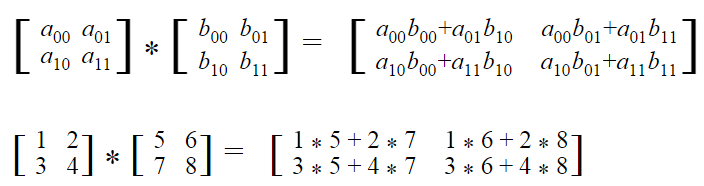 [ a₀₀ a₀₁ ] * [ b₀₀ b₀₁ ] = [ a₀₀b₀₀+a₀₁b₁₀ a₀₀b₀₁+a₀₁b₁₁ ]
[ a₁₀ a₁₁ ] [ b₁₀ b₁₁ ] [ a₁₀b₀₀+a₁₁b₁₀ a₁₀b₀₁+a₁₁b₁₁ ]
[ 1 2 ] * [ 5 6 ] = [ 1 * 5 + 2 * 7 1 * 6 + 2 * 8 ]
[ 3 4 ] [ 7 8 ] [ 3 * 5 + 4 * 7 3 * 6 + 4 * 8 ]